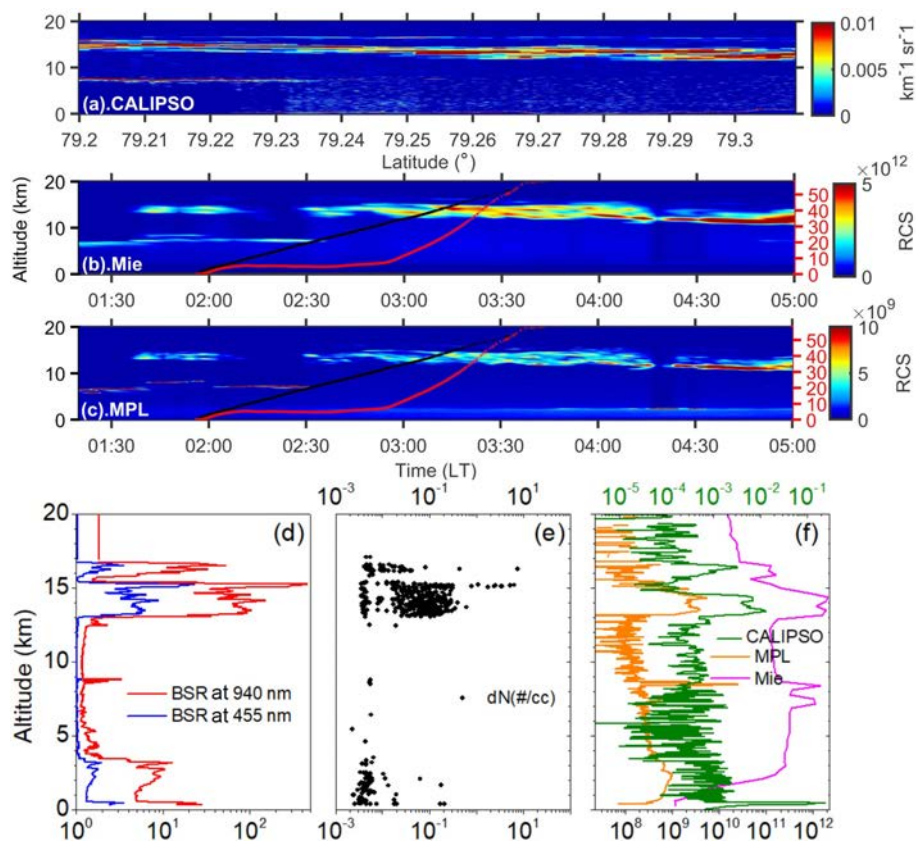 20
10
0
(a).CALIPSO
0.01
0.005
0
km⁻¹ sr⁻¹
79.2 79.21 79.22 79.23 79.24 79.25 79.26 79.27 79.28 79.29 79.3
Latitude (°)
Altitude (km)
20
10
0
(b).Mie
50
40
30
20
10
0
×10¹²
5
0
RCS
01:30 02:00 02:30 03:00 03:30 04:00 04:30 05:00
20
10
0
(c).MPL
50
40
30
20
10
0
×10⁹
10
5
0
RCS
01:30 02:00 02:30 03:00 03:30 04:00 04:30 05:00
Time (LT)
10⁻³ 10⁻¹ 10¹
10⁻⁵ 10⁻⁴ 10⁻³ 10⁻² 10⁻¹
Altitude (km)
20
15
10
5
0
(d)
BSR at 940 nm
BSR at 455 nm
10⁰ 10¹ 10²
(e)
dN(#/cc)
10⁻³ 10⁻¹ 10¹
(f)
CALIPSO
MPL
Mie
10⁸ 10⁹ 10¹⁰ 10¹¹ 10¹²